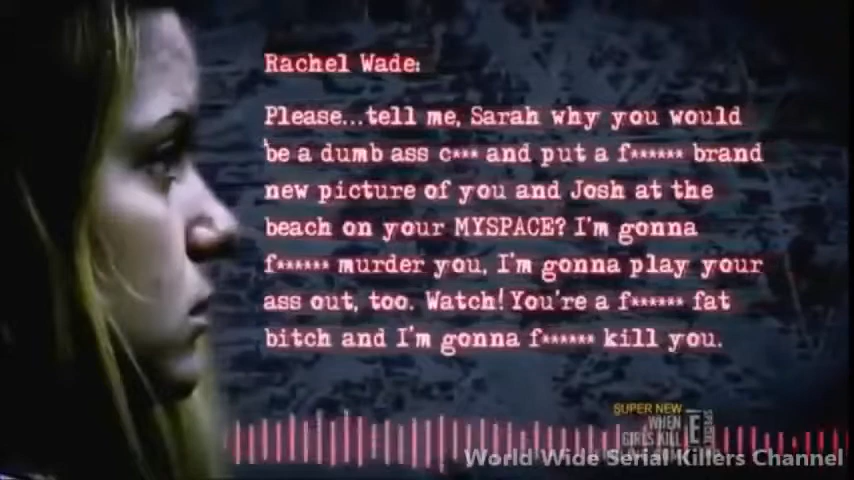 Rachel Wade:
Please...tell me, Sarah why you would
be a dumb ass c*** and put a f****** brand
new picture of you and Josh at the
beach on your MYSPACE? I'm gonna
f****** murder you, I'm gonna play your
ass out, too. Watch! You're a f****** fat
bitch and I'm gonna f****** kill you.
SUPER NEW
WHEN
GIRLS KILL
E!
World Wide Serial Killers Channel